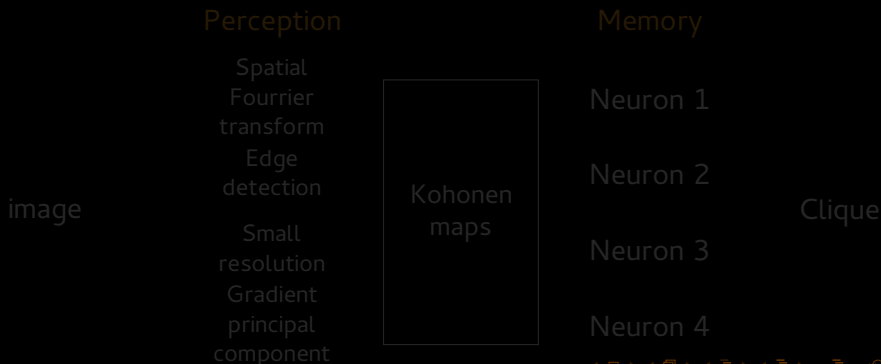 Perception
Memory
Spatial
Fourrier
transform
Edge
detection
Small
resolution
Gradient
principal
component
image
Kohonen
maps
Neuron 1
Neuron 2
Neuron 3
Neuron 4
Clique